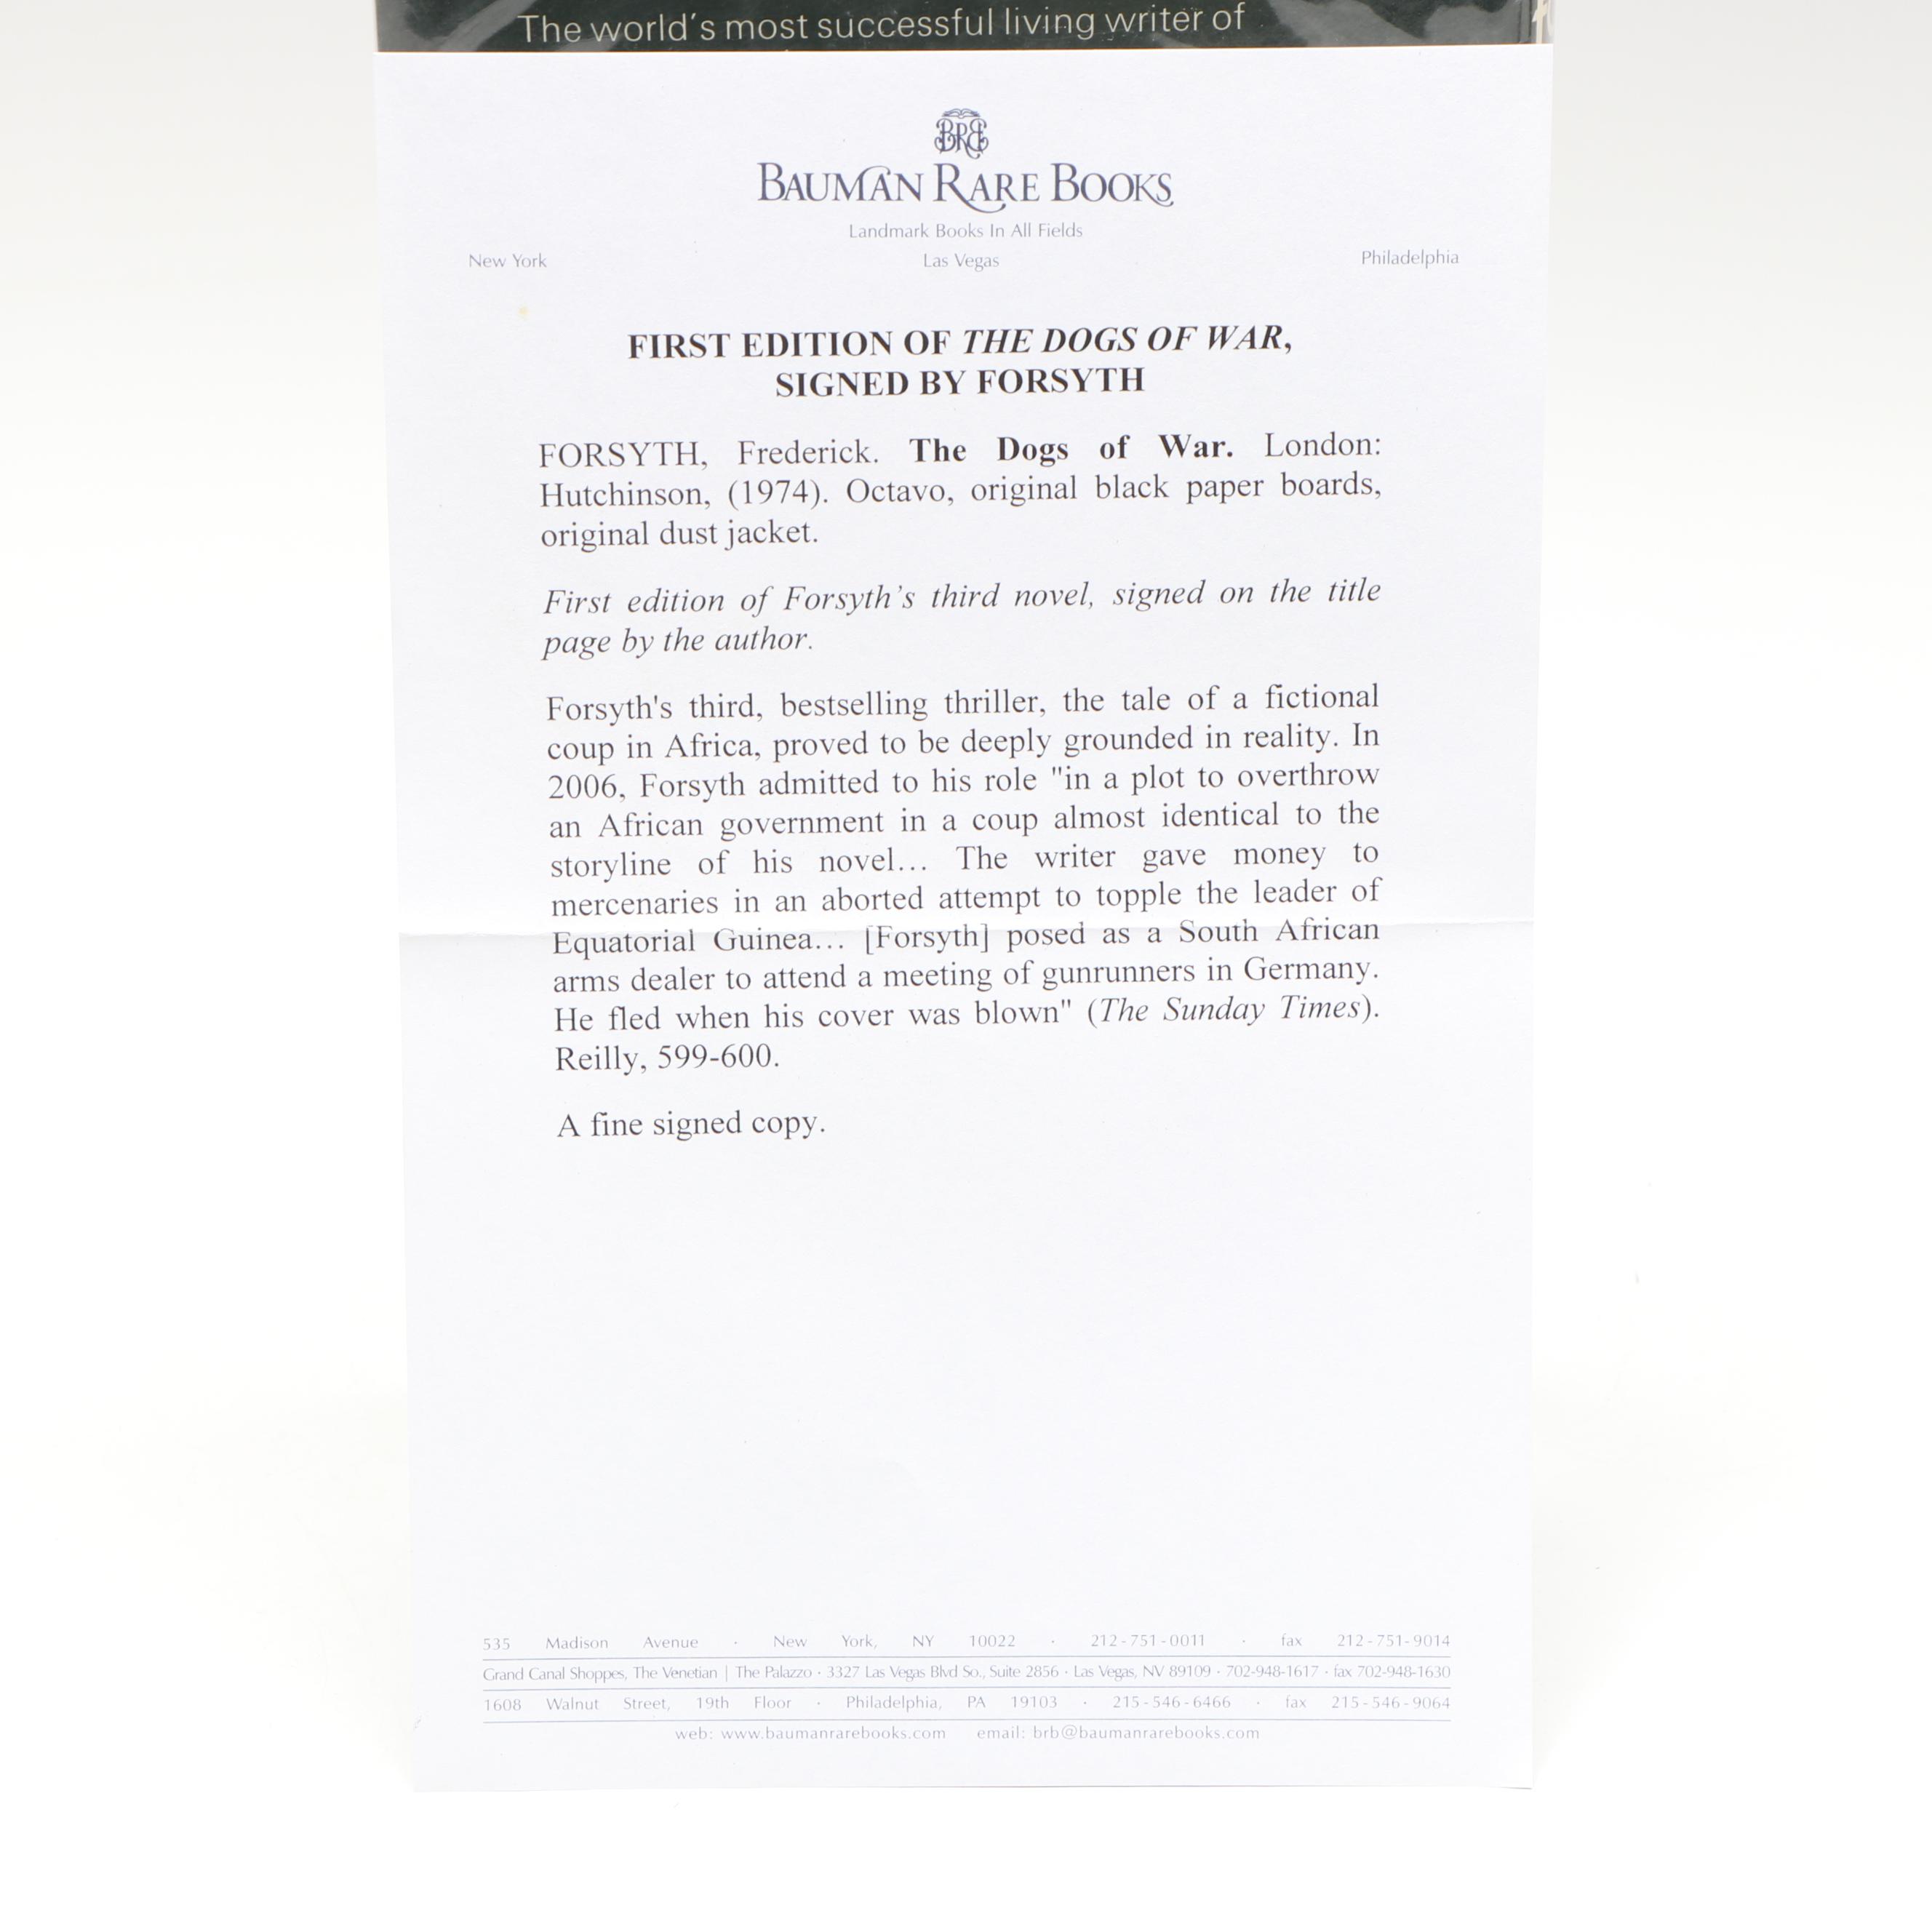 The world's most successful living writer of
BRB
BAUMAN RARE BOOKS
Landmark Books In All Fields
New York Las Vegas Philadelphia
FIRST EDITION OF THE DOGS OF WAR,
SIGNED BY FORSYTH
FORSYTH, Frederick. The Dogs of War. London:
Hutchinson, (1974). Octavo, original black paper boards,
original dust jacket.
First edition of Forsyth's third novel, signed on the title
page by the author.
Forsyth's third, bestselling thriller, the tale of a fictional
coup in Africa, proved to be deeply grounded in reality. In
2006, Forsyth admitted to his role "in a plot to overthrow
an African government in a coup almost identical to the
storyline of his novel… The writer gave money to
mercenaries in an aborted attempt to topple the leader of
Equatorial Guinea… [Forsyth] posed as a South African
arms dealer to attend a meeting of gunrunners in Germany.
He fled when his cover was blown" (The Sunday Times).
Reilly, 599-600.
A fine signed copy.
535 Madison Avenue · New York, NY 10022 · 212-751-0011 · fax 212-751-9014
Grand Canal Shoppes, The Venetian | The Palazzo · 3327 Las Vegas Blvd So., Suite 2856 · Las Vegas, NV 89109 · 702-948-1617 · fax 702-948-1630
1608 Walnut Street, 19th Floor · Philadelphia, PA 19103 · 215-546-6466 · fax 215-546-9064
web: www.baumanrarebooks.com email: brb@baumanrarebooks.com